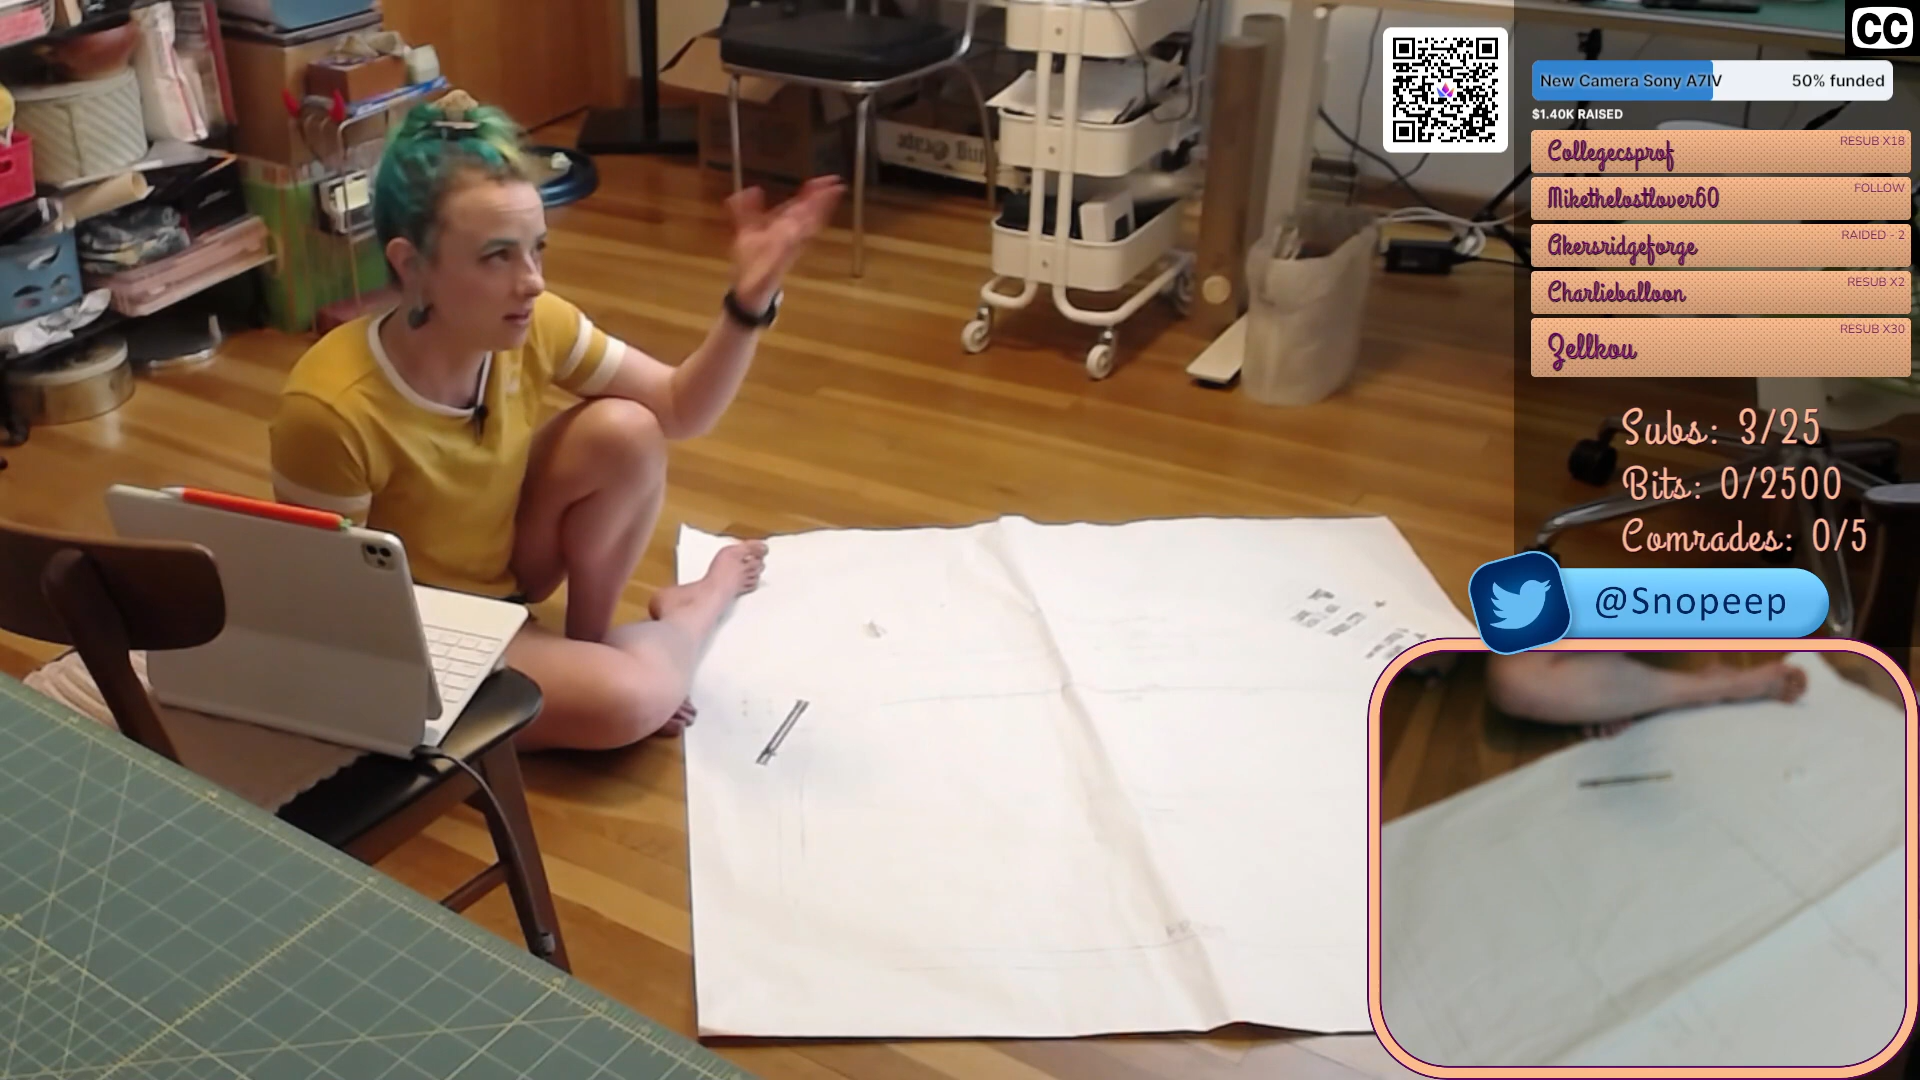 CC
New Camera Sony A7IV 50% funded
$1.40K RAISED
Collegecsprof RESUB X18
Mikethelostlover60 FOLLOW
Akersridgeforge RAIDED - 2
Charlieballoon RESUB X2
Zellkou RESUB X30
Subs: 3/25
Bits: 0/2500
Comrades: 0/5
@Snopeep